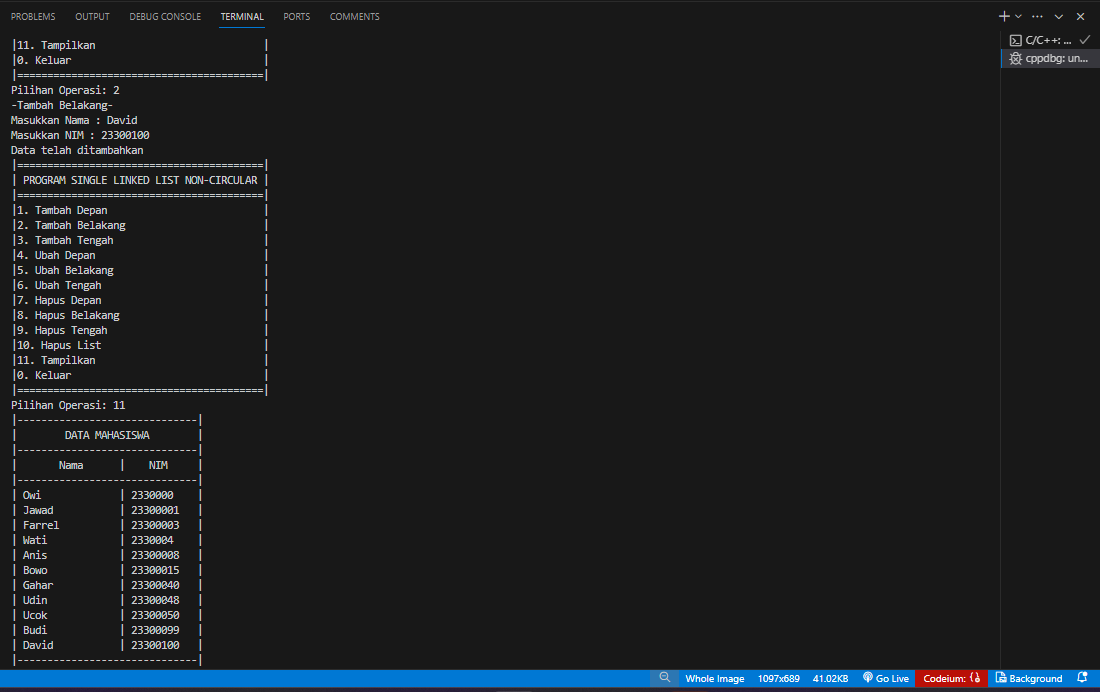 PROBLEMS OUTPUT DEBUG CONSOLE TERMINAL PORTS COMMENTS
C/C++: ...
cppdbg: un...
|11. Tampilkan |
|0. Keluar |
|=========================================|
Pilihan Operasi: 2
-Tambah Belakang-
Masukkan Nama : David
Masukkan NIM : 23300100
Data telah ditambahkan
|=========================================|
| PROGRAM SINGLE LINKED LIST NON-CIRCULAR |
|=========================================|
|1. Tambah Depan |
|2. Tambah Belakang |
|3. Tambah Tengah |
|4. Ubah Depan |
|5. Ubah Belakang |
|6. Ubah Tengah |
|7. Hapus Depan |
|8. Hapus Belakang |
|9. Hapus Tengah |
|10. Hapus List |
|11. Tampilkan |
|0. Keluar |
|=========================================|
Pilihan Operasi: 11
|------------------------------|
| DATA MAHASISWA |
|------------------------------|
| Nama | NIM |
|------------------------------|
| Owi | 2330000 |
| Jawad | 23300001 |
| Farrel | 23300003 |
| Wati | 2330004 |
| Anis | 23300008 |
| Bowo | 23300015 |
| Gahar | 23300040 |
| Udin | 23300048 |
| Ucok | 23300050 |
| Budi | 23300099 |
| David | 23300100 |
|------------------------------|
Whole Image 1097x689 41.02KB Go Live Codeium: {} Background